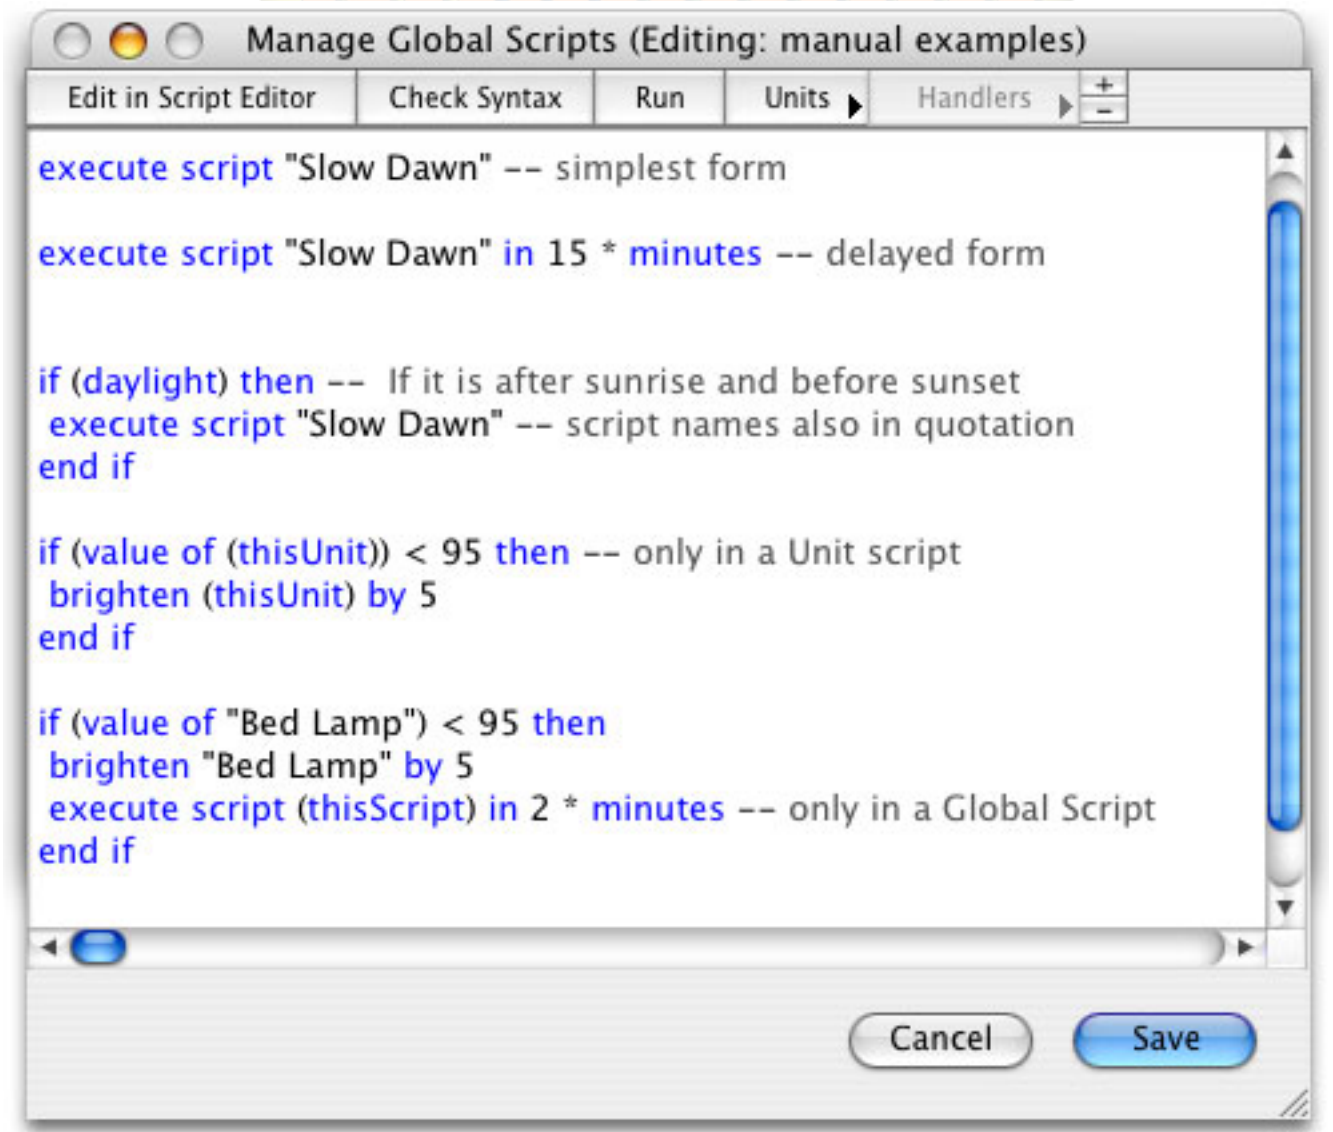 Manage Global Scripts (Editing: manual examples)
Edit in Script Editor Check Syntax Run Units Handlers + −
execute script "Slow Dawn" -- simplest form
execute script "Slow Dawn" in 15 * minutes -- delayed form
if (daylight) then --  If it is after sunrise and before sunset
execute script "Slow Dawn" -- script names also in quotation
end if
if (value of (thisUnit)) < 95 then -- only in a Unit script
brighten (thisUnit) by 5
end if
if (value of "Bed Lamp") < 95 then
brighten "Bed Lamp" by 5
execute script (thisScript) in 2 * minutes -- only in a Global Script
end if
Cancel Save